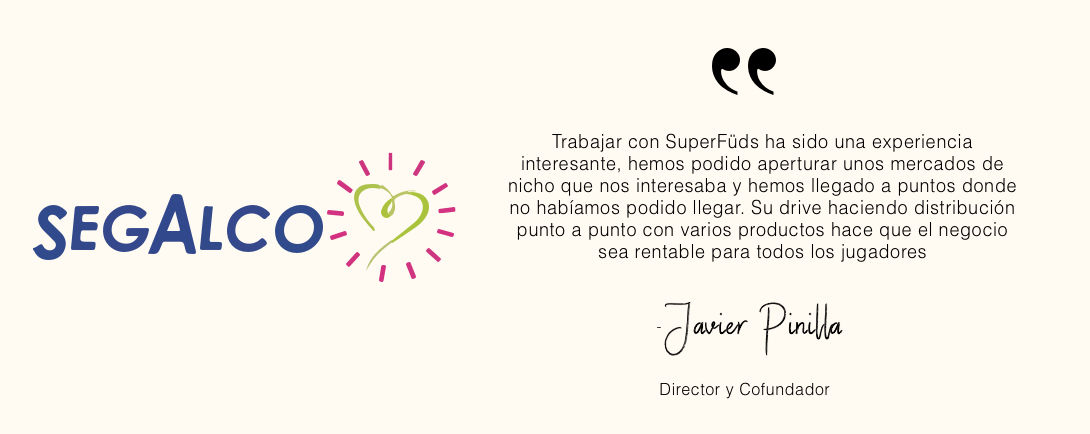 SEGALCO
Trabajar con SuperFüds ha sido una experiencia
interesante, hemos podido aperturar unos mercados de
nicho que nos interesaba y hemos llegado a puntos donde
no habíamos podido llegar. Su drive haciendo distribución
punto a punto con varios productos hace que el negocio
sea rentable para todos los jugadores
-Javier Pinilla
Director y Cofundador